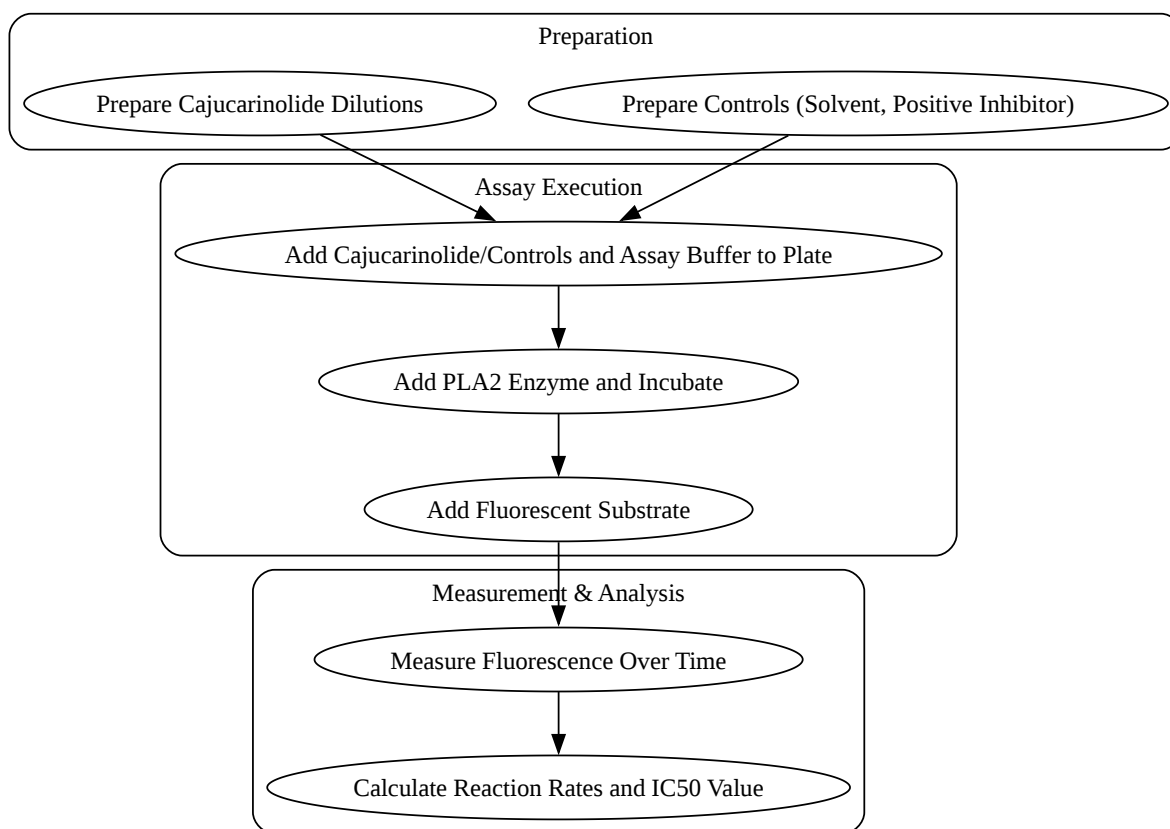 Preparation
Prepare Cajucarinolide Dilutions
Prepare Controls (Solvent, Positive Inhibitor)
Assay Execution
Add Cajucarinolide/Controls and Assay Buffer to Plate
Add PLA2 Enzyme and Incubate
Add Fluorescent Substrate
Measurement & Analysis
Measure Fluorescence Over Time
Calculate Reaction Rates and IC50 Value